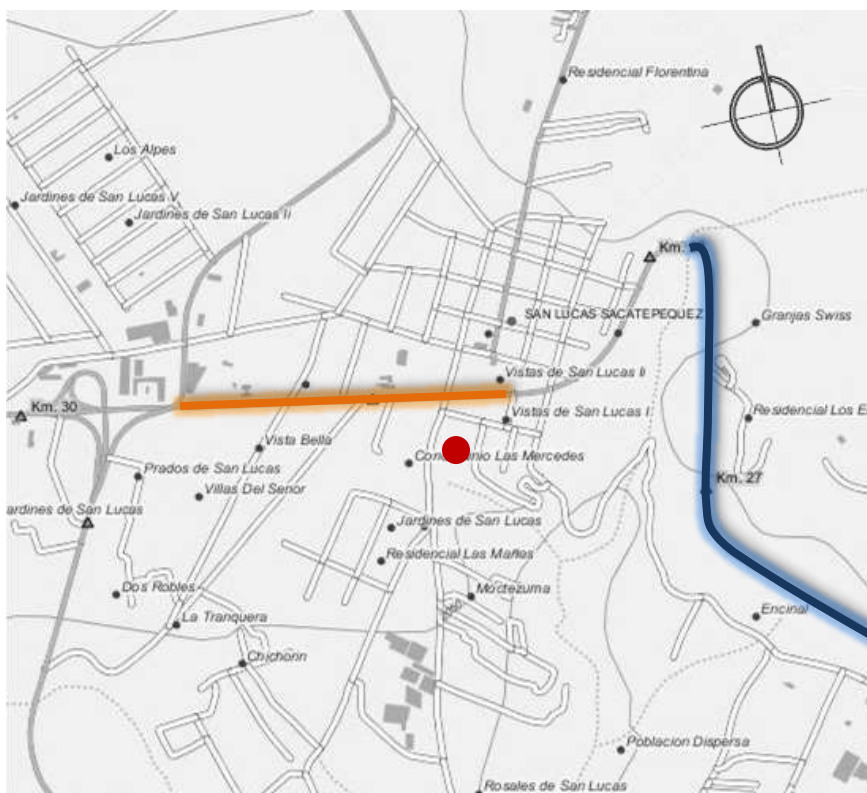 Residencial Florentina
Los Alpes
Jardines de San Lucas V
Jardines de San Lucas Ii
Km.
SAN LUCAS SACATEPEQUEZ
Granjas Swiss
Vistas de San Lucas Ii
Km. 30
Vistas de San Lucas I
Residencial Los E
Vista Bella
Prados de San Lucas
Las Mercedes
Km. 27
Villas Del Senor
ardines de San Lucas
Jardines de San Lucas
Residencial Las Mañas
Dos Robles
Moctezuma
La Tranquera
Encinal
Poblacion Dispersa
Rosales de San Lucas